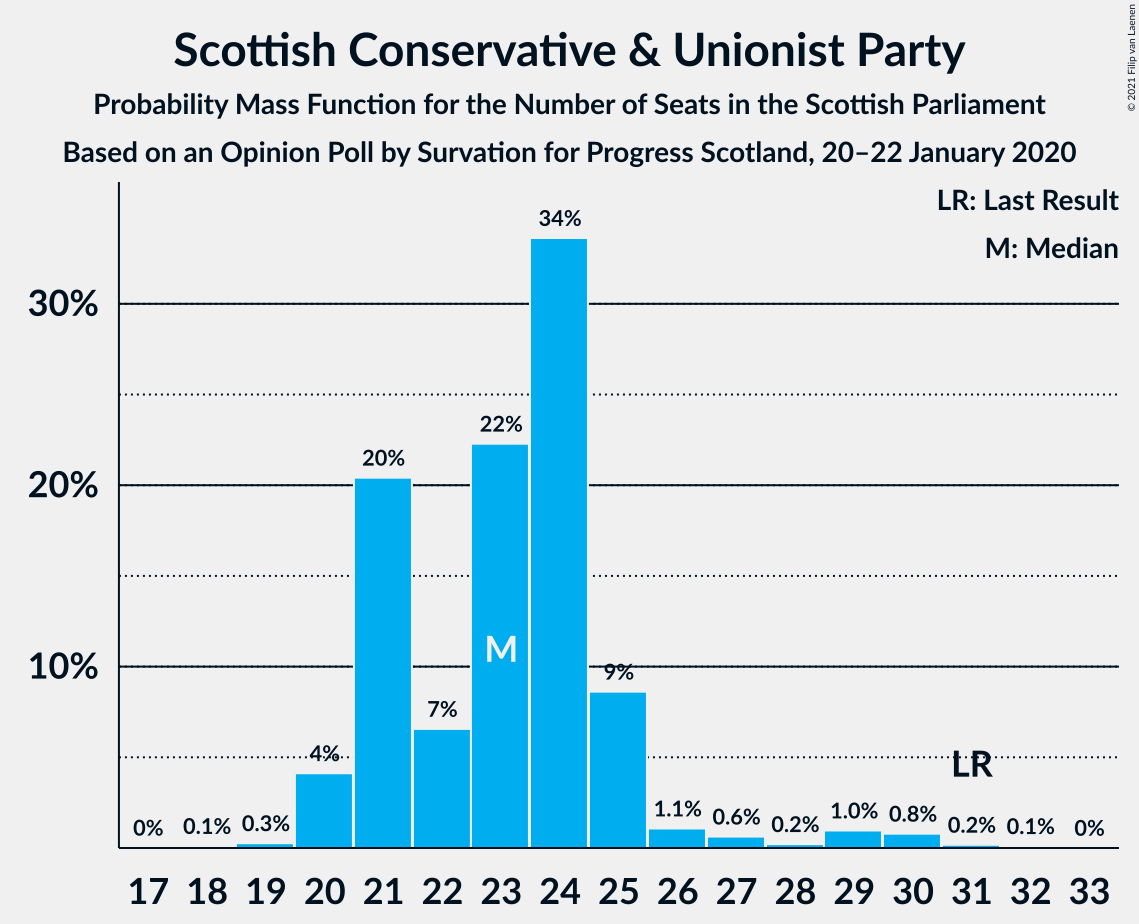 Scottish Conservative & Unionist Party
Probability Mass Function for the Number of Seats in the Scottish Parliament
Based on an Opinion Poll by Survation for Progress Scotland, 20–22 January 2020
© 2021 Filip van Laenen
LR: Last Result
M: Median
34%
30%
22%
20%
20%
M
10%
9%
7%
4%
LR
0% 0.1% 0.3% 1.1% 0.6% 0.2% 1.0% 0.8% 0.2% 0.1% 0%
17 18 19 20 21 22 23 24 25 26 27 28 29 30 31 32 33